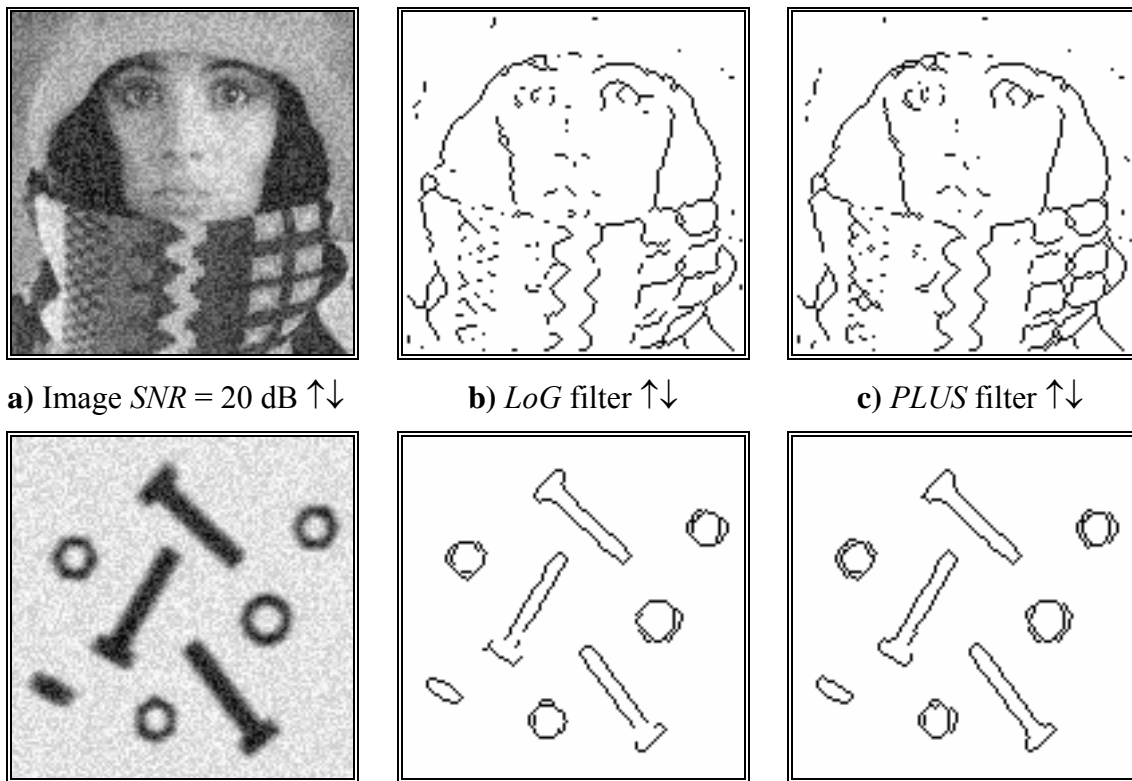 a) Image SNR = 20 dB ↑↓
b) LoG filter ↑↓
c) PLUS filter ↑↓